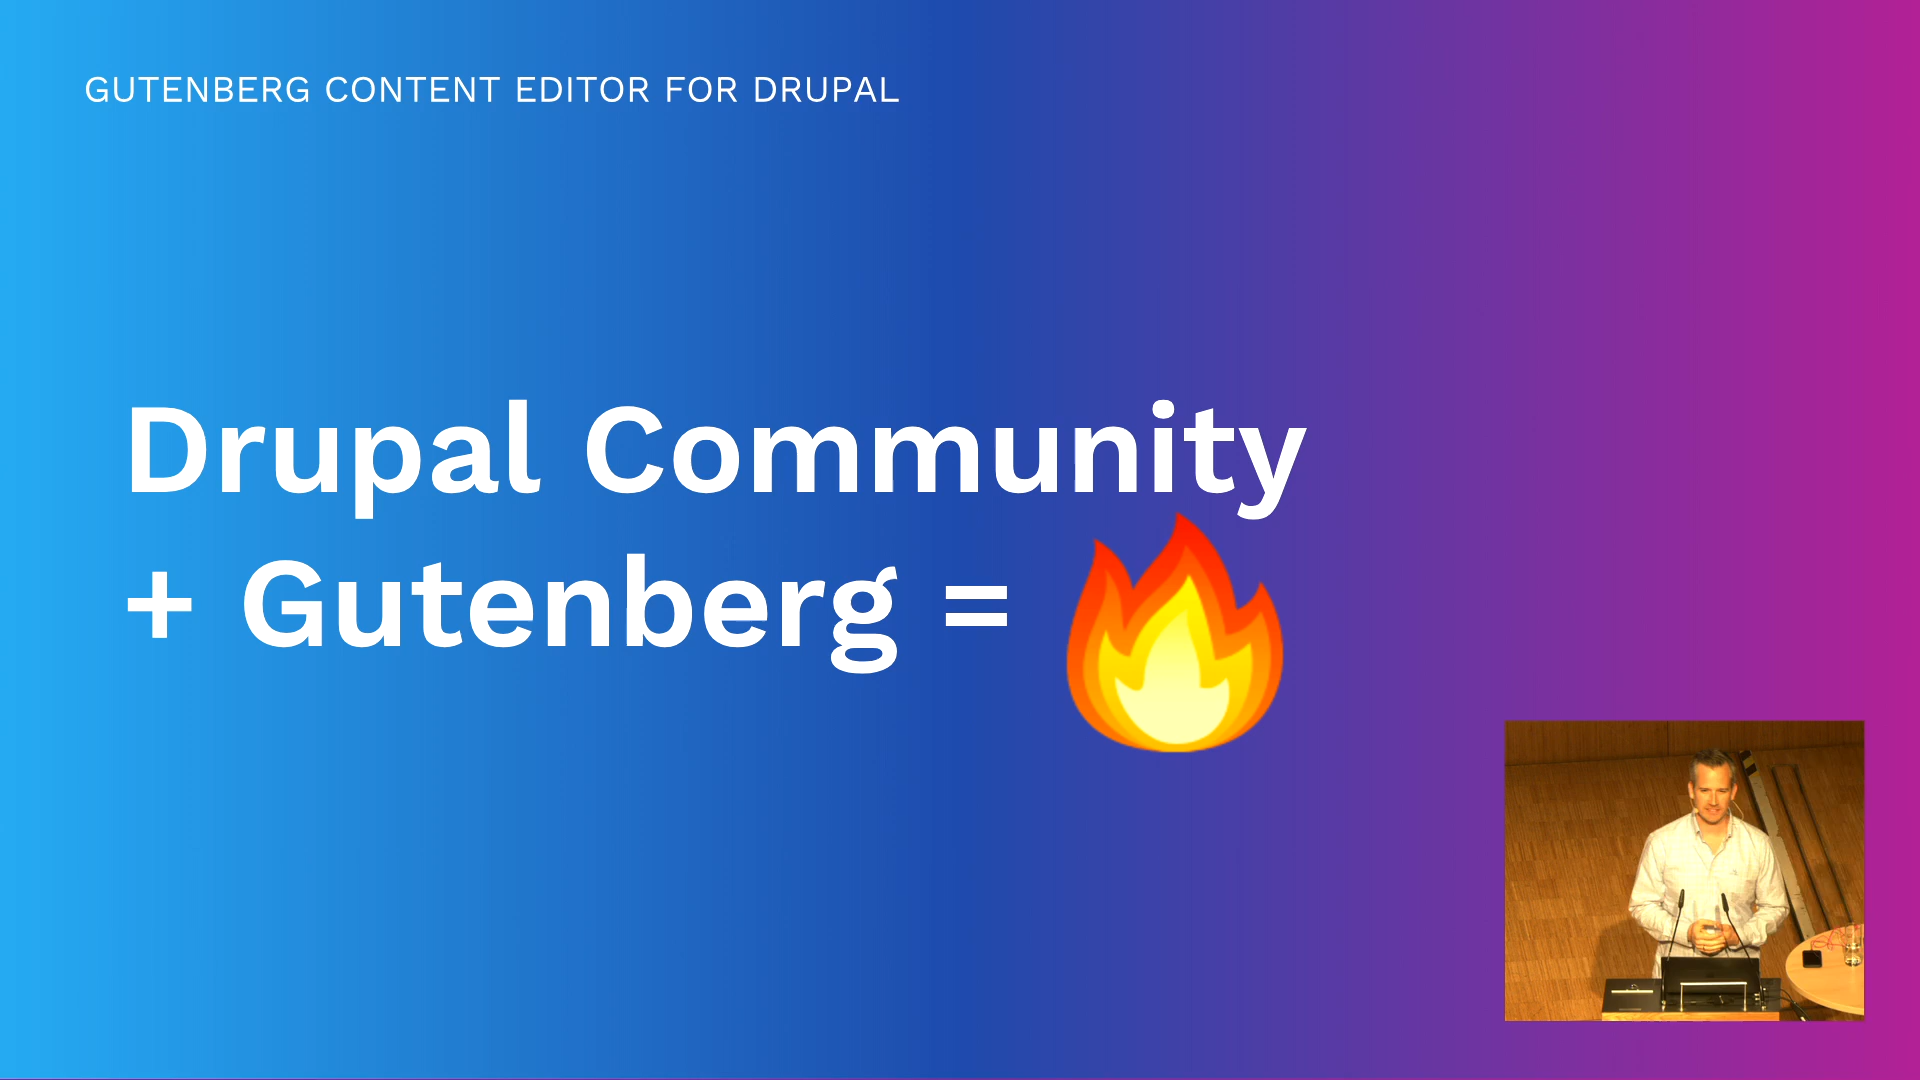 GUTENBERG CONTENT EDITOR FOR DRUPAL
Drupal Community
+ Gutenberg = 🔥